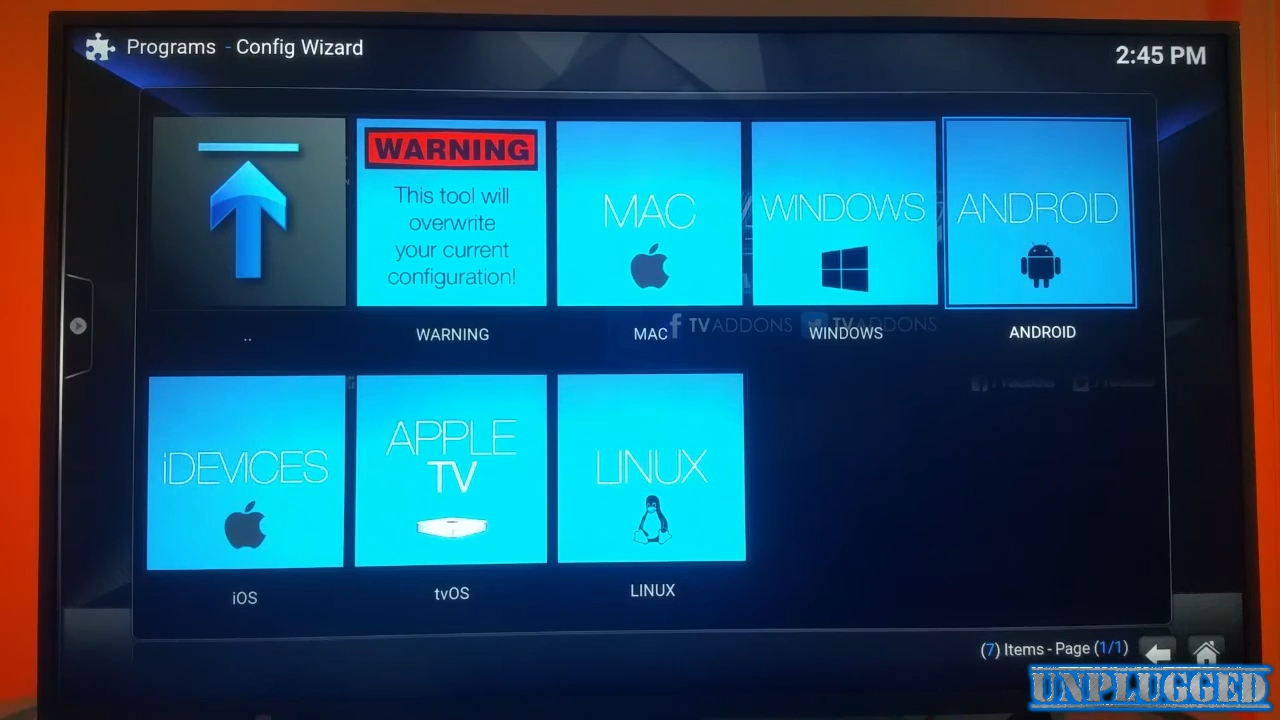 Programs - Config Wizard
2:45 PM
WARNING
This tool will
overwrite
your current
configuration!
MAC
WINDOWS
ANDROID
..
WARNING
MAC
WINDOWS
ANDROID
f TVADDONS
TVADDONS
iDEVICES
APPLE
TV
LINUX
iOS
tvOS
LINUX
(7) Items - Page (1/1)
UNPLUGGED